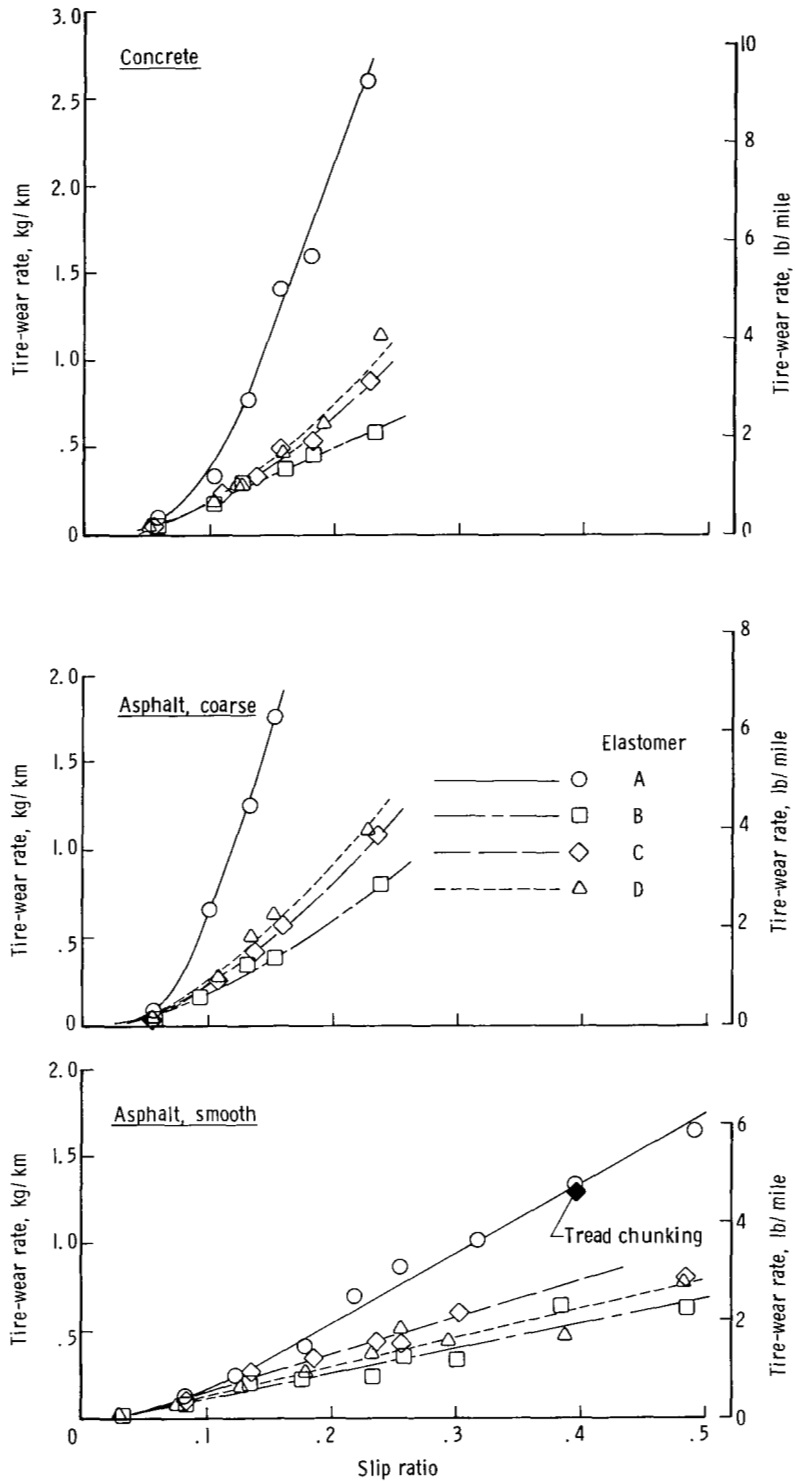 3.0
Concrete
2.5
2.0
1.5
1.0
.5
0
Tire-wear rate, kg/km
10
8
6
4
2
0
Tire-wear rate, lb/mile
Asphalt, coarse
2.0
1.5
1.0
.5
0
Tire-wear rate, kg/km
Elastomer
A
B
C
D
8
6
4
2
0
Tire-wear rate, lb/mile
Asphalt, smooth
2.0
1.5
1.0
.5
0
Tire-wear rate, kg/km
Tread chunking
6
4
2
0
Tire-wear rate, lb/mile
.1
.2
.3
.4
.5
Slip ratio